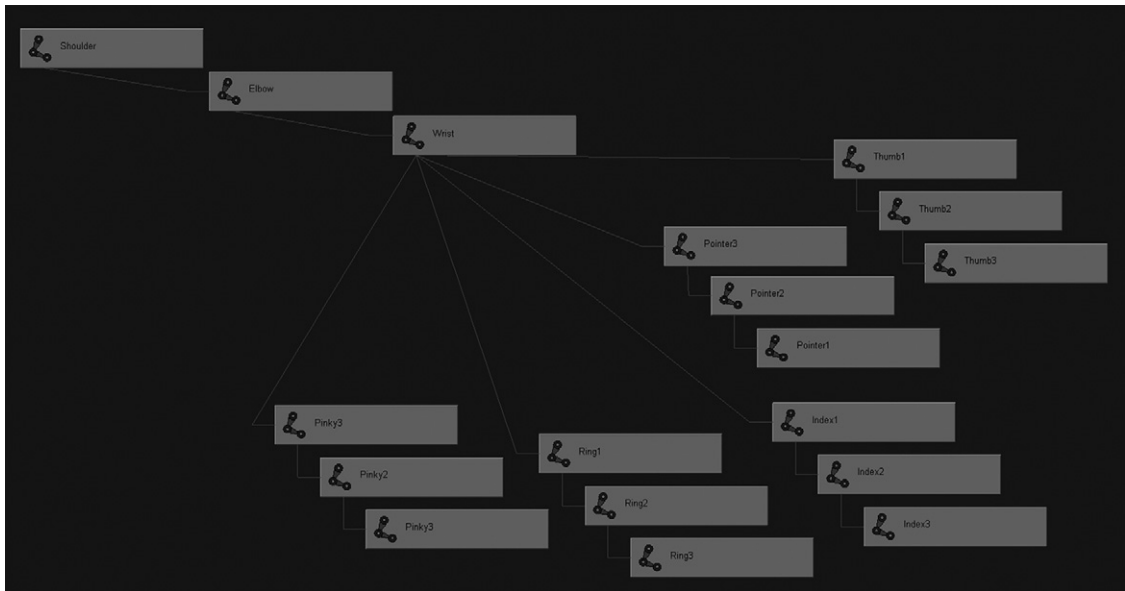 Shoulder
Elbow
Wrist
Thumb1
Thumb2
Thumb3
Pointer3
Pointer2
Pointer1
Index1
Index2
Index3
Ring1
Ring2
Ring3
Pinky3
Pinky2
Pinky3